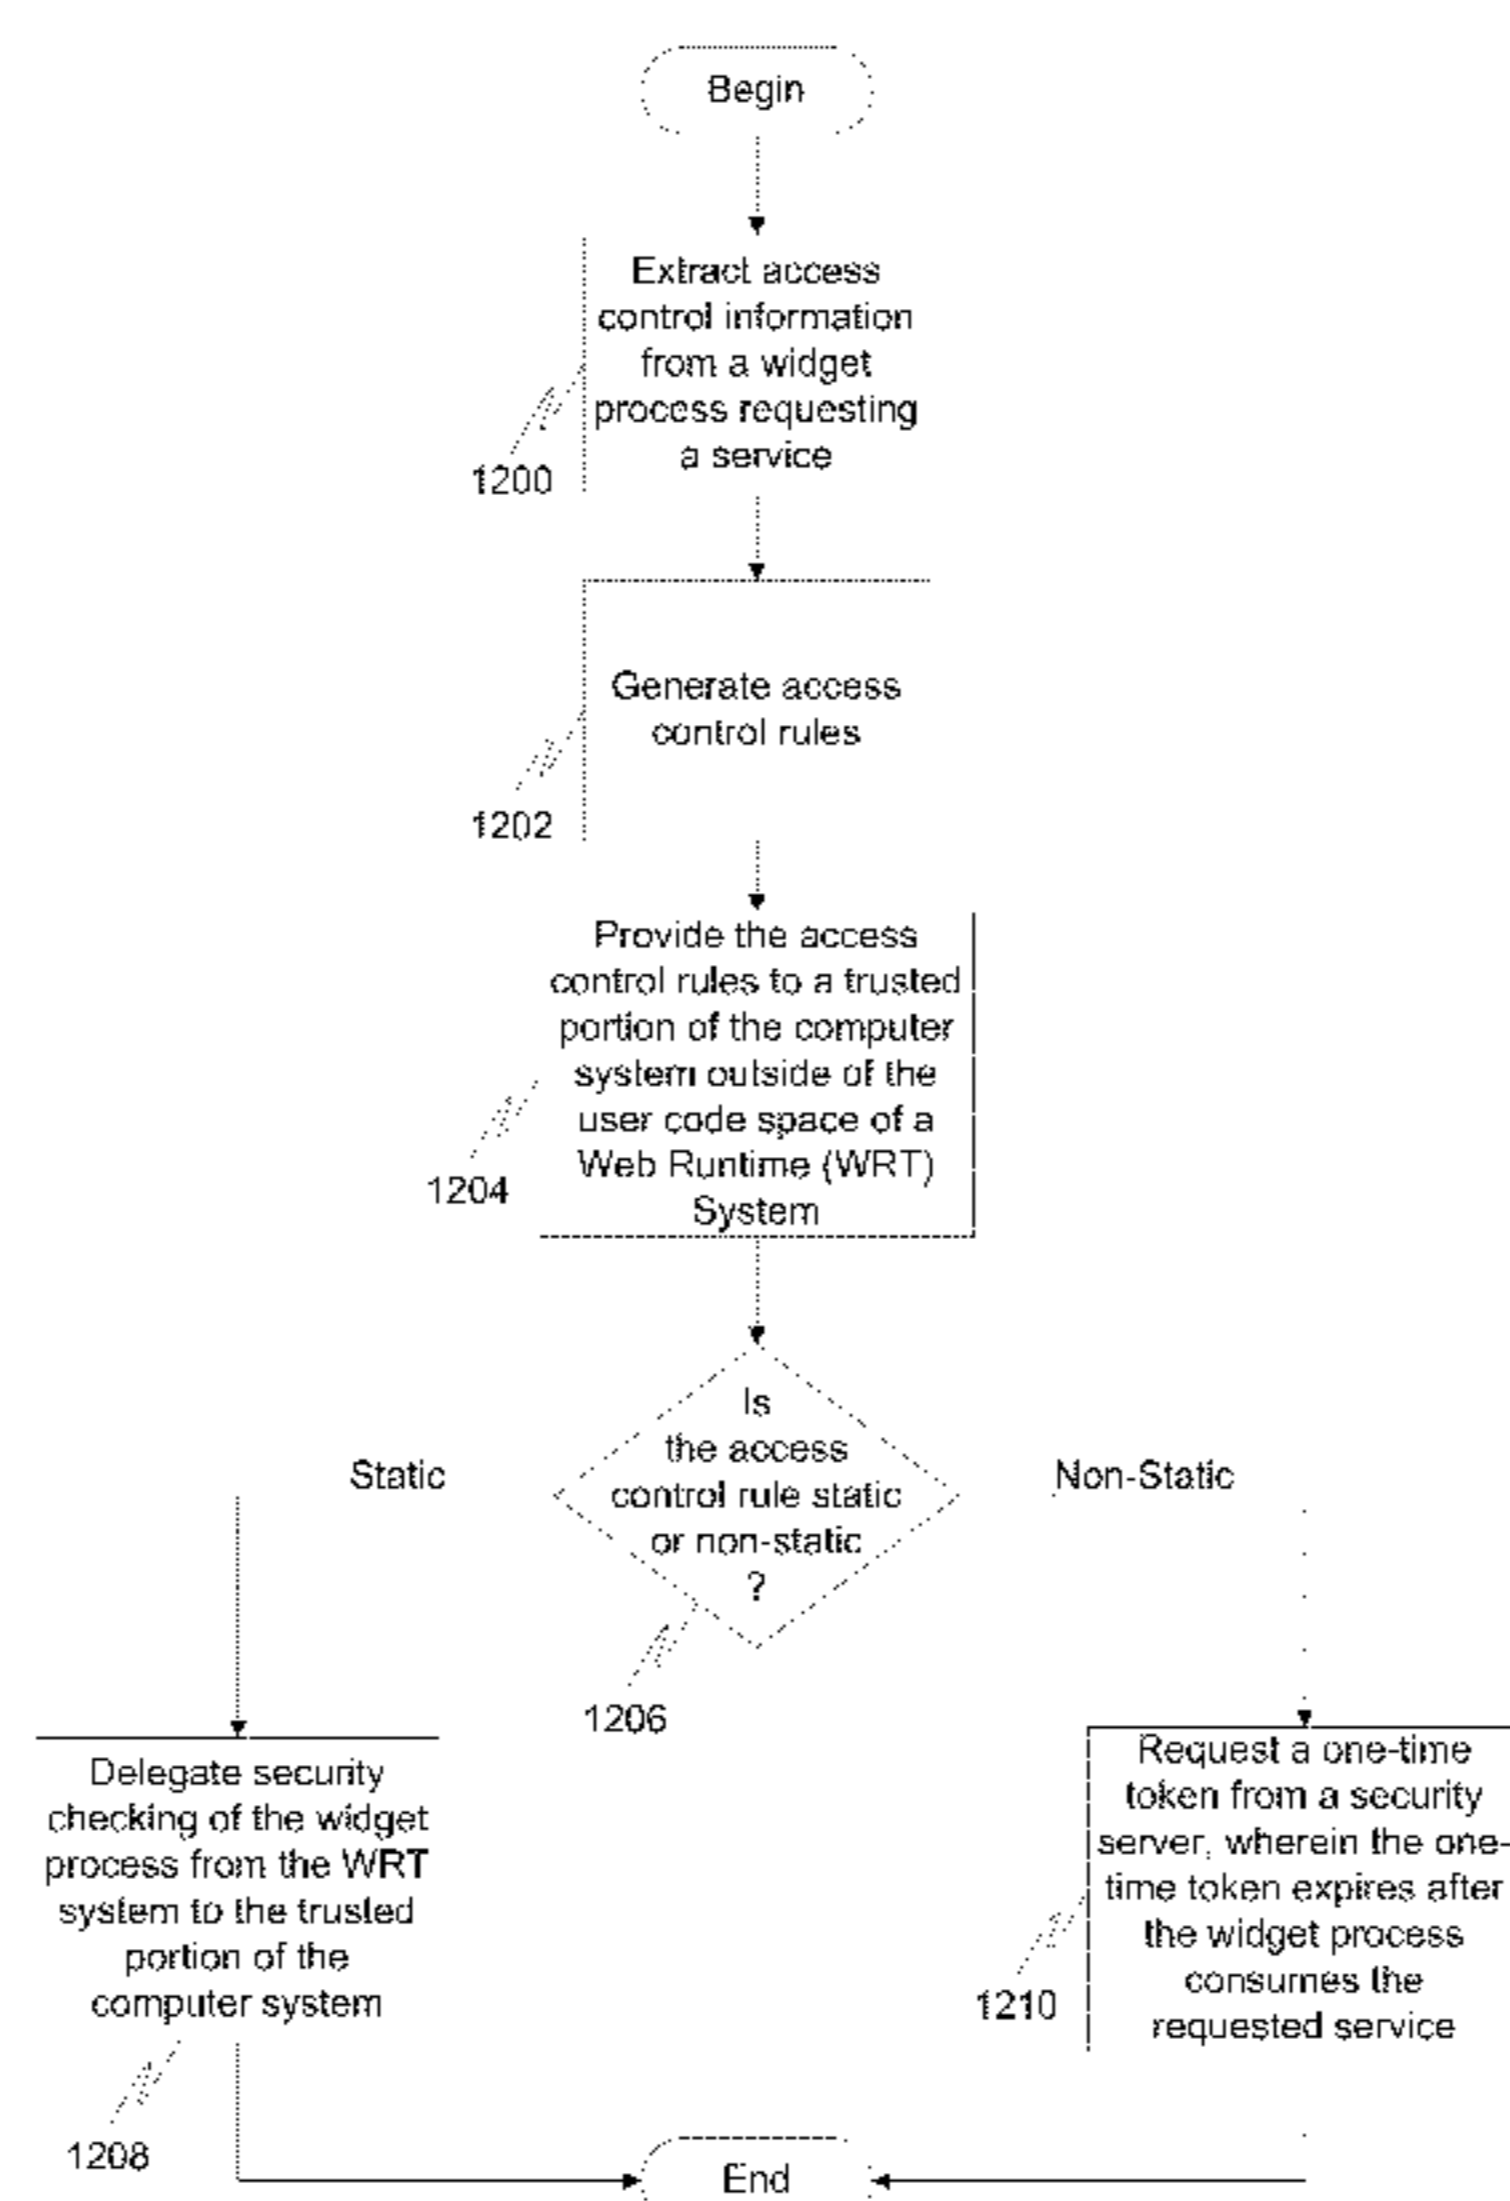 Begin
Extract access
control information
from a widget
process requesting
a service
1200
Generate access
control rules
1202
Provide the access
control rules to a trusted
portion of the computer
system outside of the
user code space of a
Web Runtime (WRT)
System
1204
Is
the access
control rule static
or non-static
?
Static
Non-Static
1206
Delegate security
checking of the widget
process from the WRT
system to the trusted
portion of the
computer system
1208
Request a one-time
token from a security
server, wherein the one-
time token expires after
the widget process
consumes the
requested service
1210
End